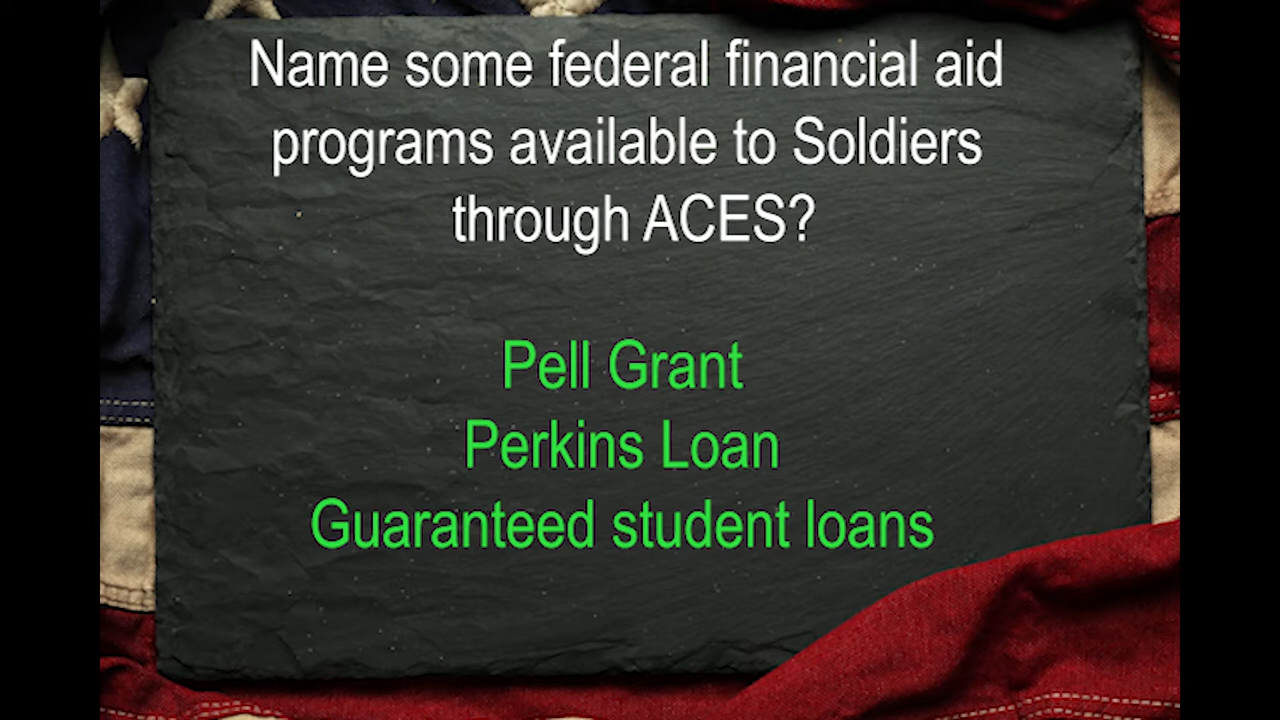 Name some federal financial aid
programs available to Soldiers
through ACES?
Pell Grant
Perkins Loan
Guaranteed student loans